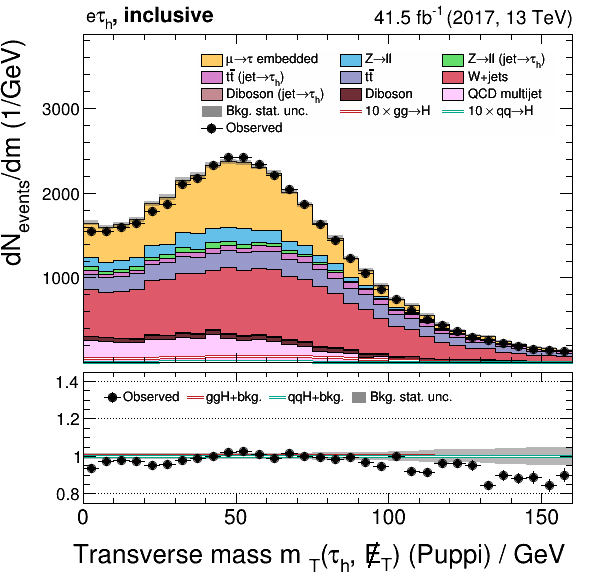 eτh, inclusive 41.5 fb⁻¹ (2017, 13 TeV)
μ→τ embedded Z→ll Z→ll (jet→τh)
tt̄ (jet→τh) tt̄ W+jets
Diboson (jet→τh) Diboson QCD multijet
Bkg. stat. unc. 10 × gg→H 10 × qq→H
Observed
dNevents/dm (1/GeV)
3000
2000
1000
Observed ggH+bkg. qqH+bkg. Bkg. stat. unc.
1.4
1.2
1
0.8
0 50 100 150
Transverse mass m T(τh, E̸T) (Puppi) / GeV